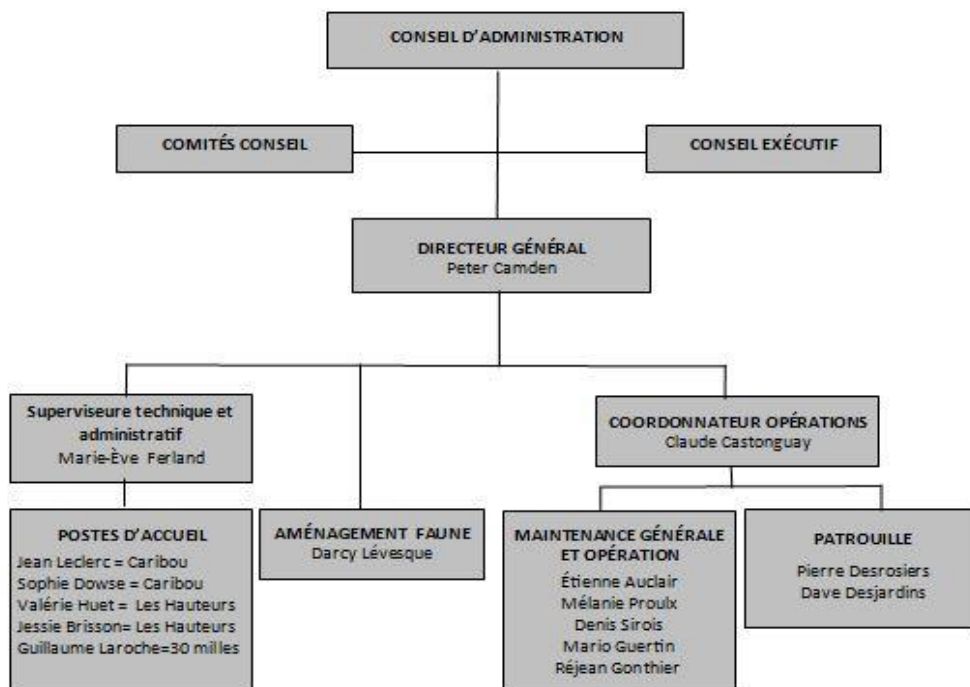 CONSEIL D'ADMINISTRATION
COMITÉS CONSEIL
CONSEIL EXÉCUTIF
DIRECTEUR GÉNÉRAL
Peter Camden
Superviseure technique et
administratif
Marie-Ève Ferland
COORDONNATEUR OPÉRATIONS
Claude Castonguay
POSTES D'ACCUEIL
Jean Leclerc = Caribou
Sophie Dowse = Caribou
Valérie Huet = Les Hauteurs
Jessie Brisson= Les Hauteurs
Guillaume Laroche=30 milles
AMÉNAGEMENT FAUNE
Darcy Lévesque
MAINTENANCE GÉNÉRALE
ET OPÉRATION
Étienne Auclair
Mélanie Proulx
Denis Sirois
Mario Guertin
Réjean Gonthier
PATROUILLE
Pierre Desrosiers
Dave Desjardins